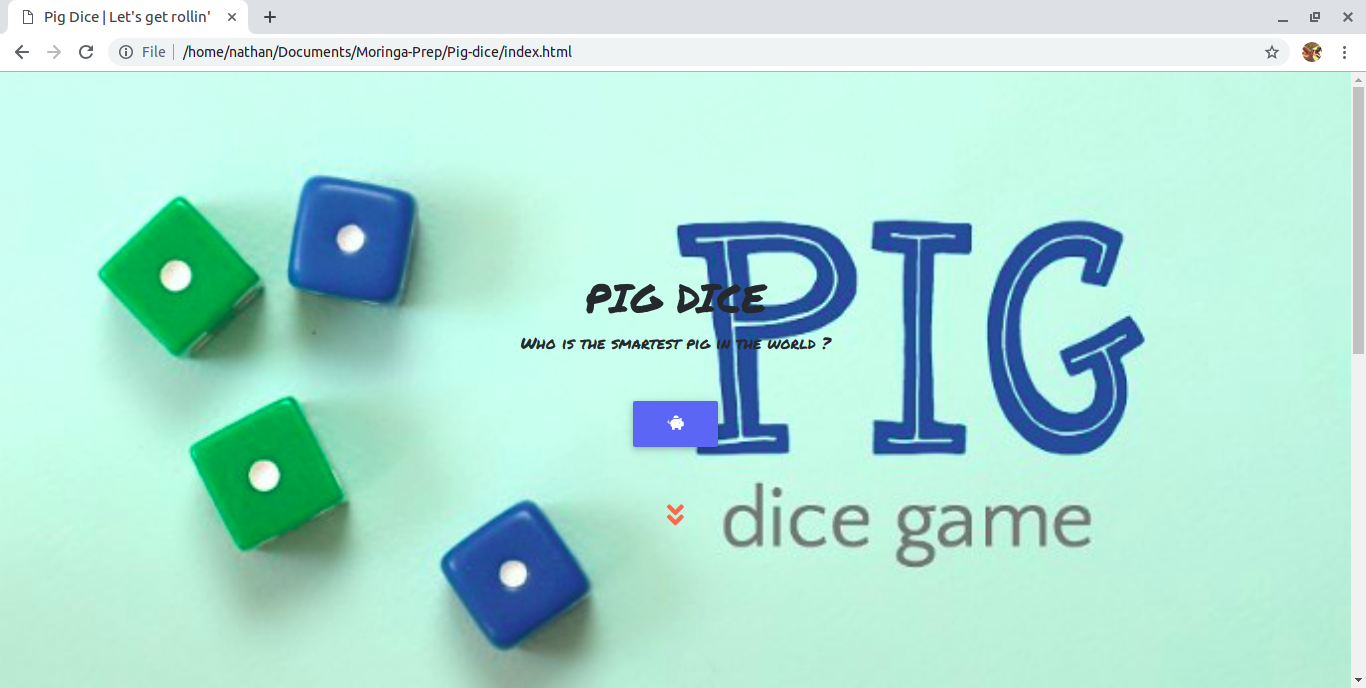 Pig Dice | Let's get rollin'
File | /home/nathan/Documents/Moringa-Prep/Pig-dice/index.html
PIG
PIG DICE
Who is the smartest pig in the world ?
dice game